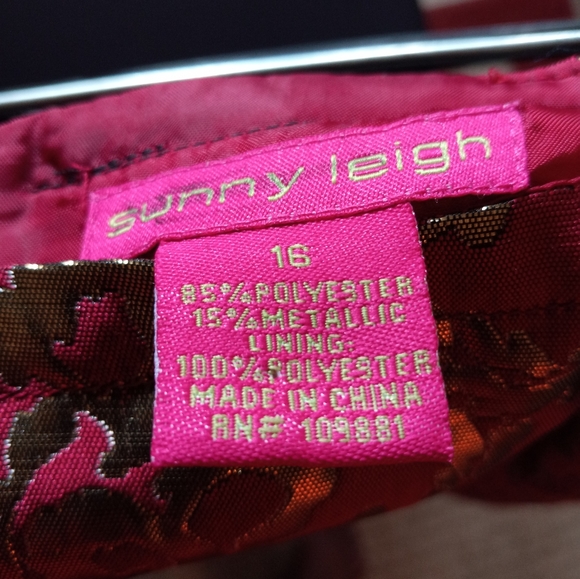 sunny leigh
16
85%POLYESTER
15%METALLIC
LINING:
100%POLYESTER
MADE IN CHINA
RN# 109881